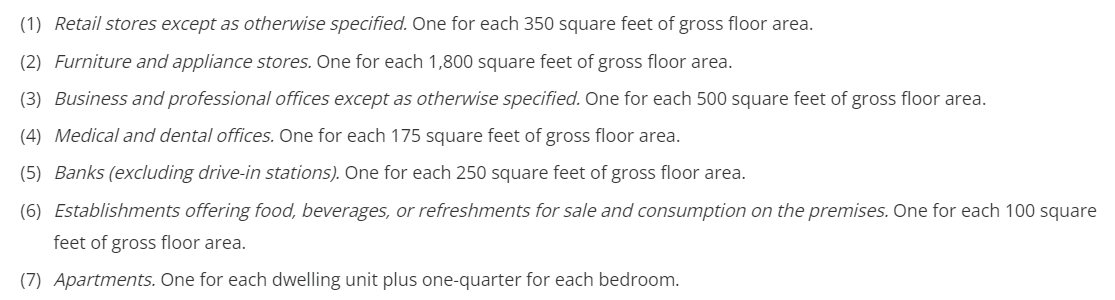 (1) Retail stores except as otherwise specified. One for each 350 square feet of gross floor area.
(2) Furniture and appliance stores. One for each 1,800 square feet of gross floor area.
(3) Business and professional offices except as otherwise specified. One for each 500 square feet of gross floor area.
(4) Medical and dental offices. One for each 175 square feet of gross floor area.
(5) Banks (excluding drive-in stations). One for each 250 square feet of gross floor area.
(6) Establishments offering food, beverages, or refreshments for sale and consumption on the premises. One for each 100 square
feet of gross floor area.
(7) Apartments. One for each dwelling unit plus one-quarter for each bedroom.